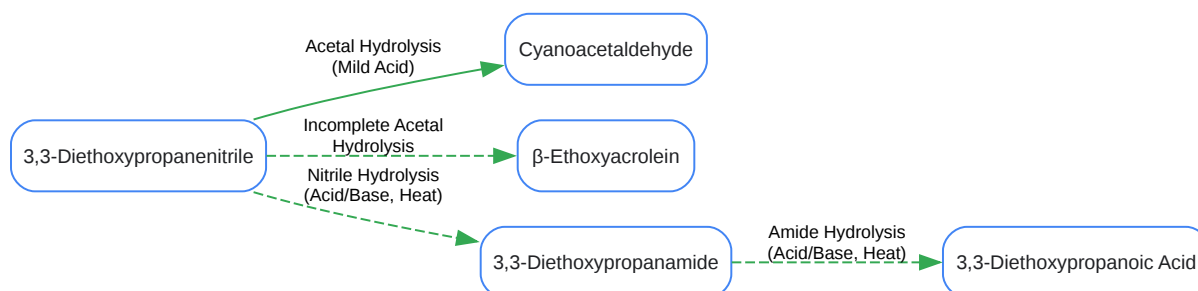 Acetal Hydrolysis
(Mild Acid)
Cyanoacetaldehyde
3,3-Diethoxypropanenitrile
Incomplete Acetal
Hydrolysis
β-Ethoxyacrolein
Nitrile Hydrolysis
(Acid/Base, Heat)
3,3-Diethoxypropanamide
Amide Hydrolysis
(Acid/Base, Heat)
3,3-Diethoxypropanoic Acid